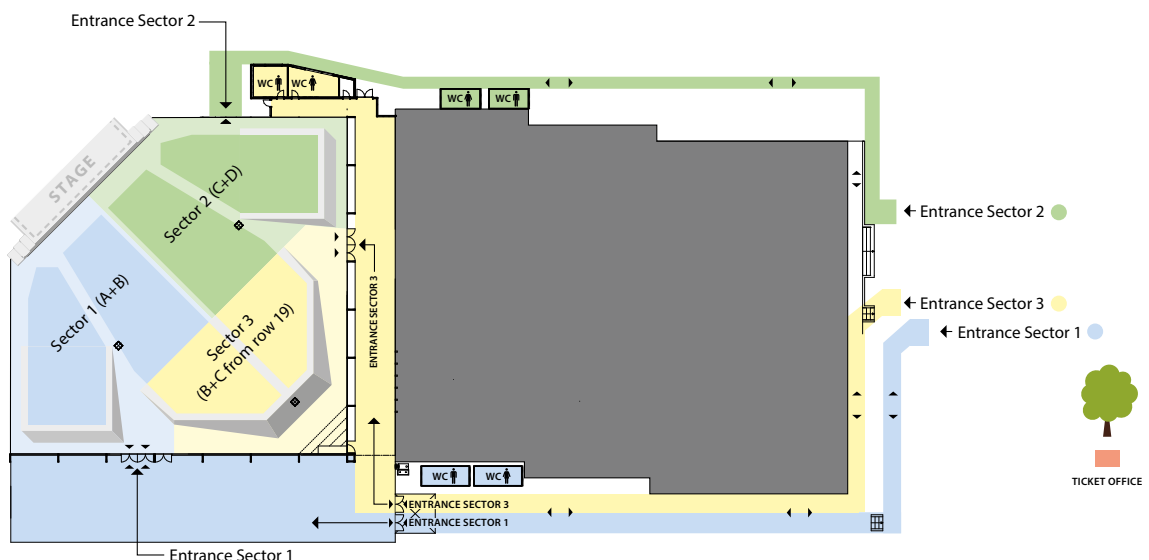 Entrance Sector 2
WC
WC
WC
WC
STAGE
Sector 2 (C+D)
Entrance Sector 2
Sector 1 (A+B)
Sector 3
(B+C from row 19)
ENTRANCE SECTOR 3
Entrance Sector 3
Entrance Sector 1
WC
WC
TICKET OFFICE
ENTRANCE SECTOR 3
ENTRANCE SECTOR 1
Entrance Sector 1